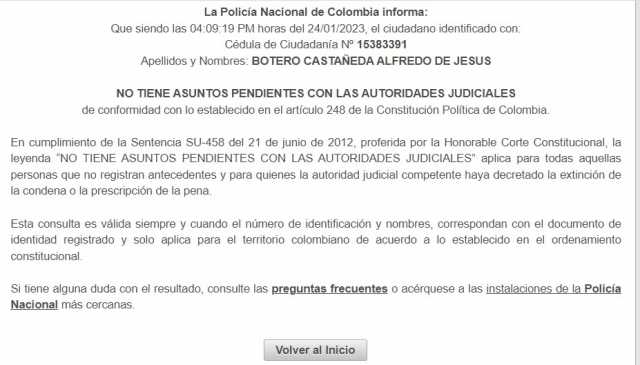 La Policía Nacional de Colombia informa:
Que siendo las 04:09:19 PM horas del 24/01/2023, el ciudadano identificado con:
Cédula de Ciudadanía Nº 15383391
Apellidos y Nombres: BOTERO CASTAÑEDA ALFREDO DE JESUS
NO TIENE ASUNTOS PENDIENTES CON LAS AUTORIDADES JUDICIALES
de conformidad con lo establecido en el artículo 248 de la Constitución Política de Colombia.
En cumplimiento de la Sentencia SU-458 del 21 de junio de 2012, proferida por la Honorable Corte Constitucional, la
leyenda "NO TIENE ASUNTOS PENDIENTES CON LAS AUTORIDADES JUDICIALES" aplica para todas aquellas
personas que no registran antecedentes y para quienes la autoridad judicial competente haya decretado la extinción de
la condena o la prescripción de la pena.
Esta consulta es válida siempre y cuando el número de identificación y nombres, correspondan con el documento de
identidad registrado y solo aplica para el territorio colombiano de acuerdo a lo establecido en el ordenamiento
constitucional.
Si tiene alguna duda con el resultado, consulte las preguntas frecuentes o acérquese a las instalaciones de la Policía
Nacional más cercanas.
Volver al Inicio